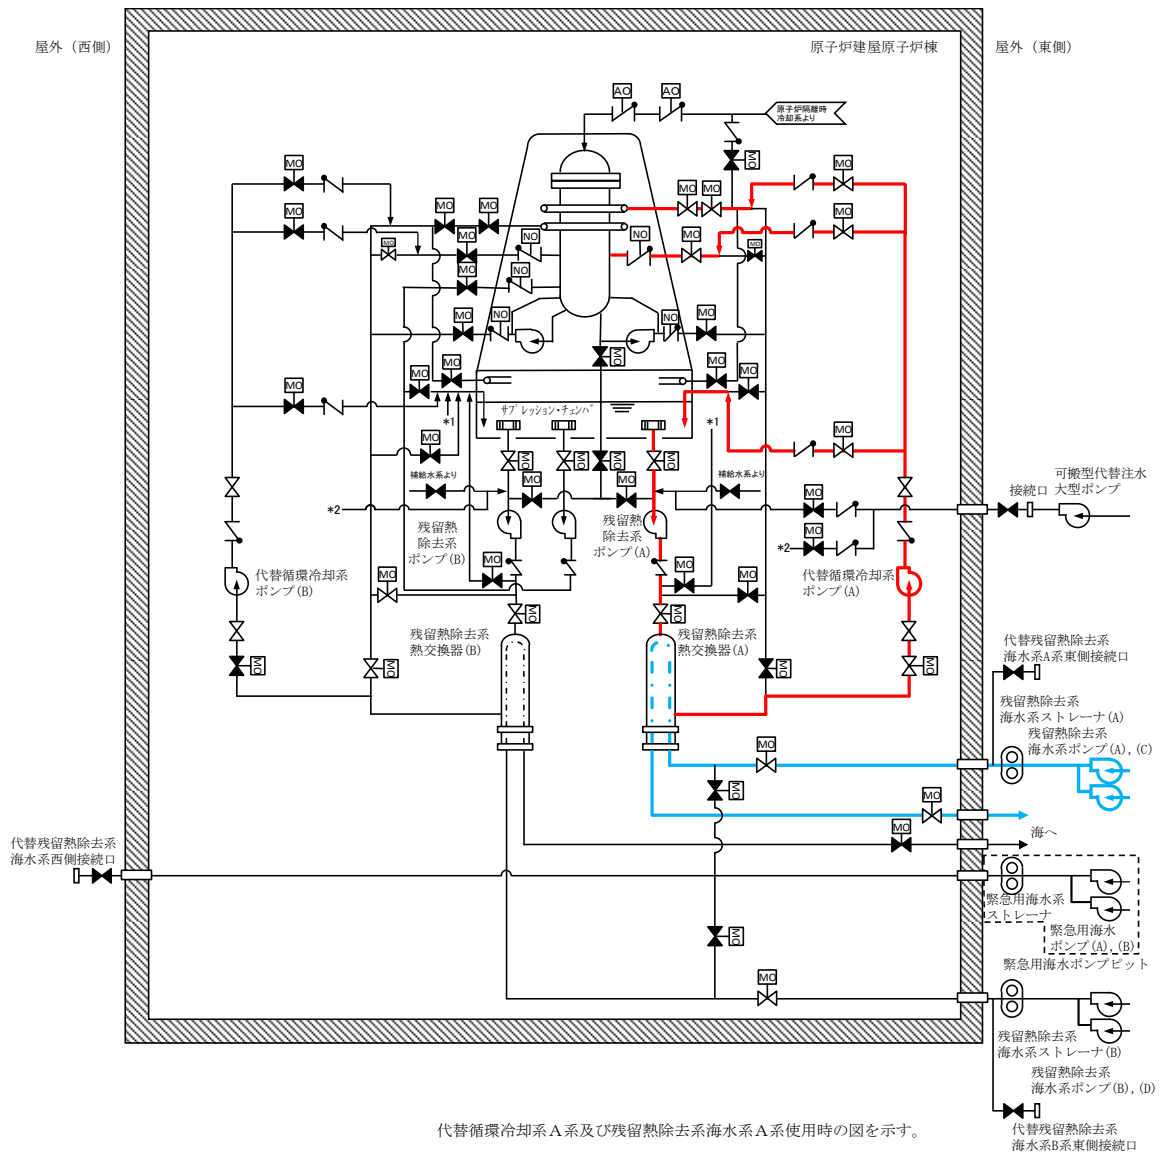 屋外（西側）
原子炉建屋原子炉棟
屋外（東側）
AO
AO
原子炉隔離時
冷却系より
MO
MO
MO
MO
MO
MO
MO
MO
MO
MO
MO
NO
NO
MO
MO
MO
MO
NO
MO
MO
NO
NO
MO
MO
MO
MO
MO
MO
MO
サプレッション・チェンバ
*1
*1
MO
MO
MO
MO
MO
MO
補給水系より
補給水系より
可搬型代替注水
大型ポンプ
接続口
MO
MO
MO
*2
残留熱
除去系
ポンプ(B)
残留熱
除去系
ポンプ(A)
MO
*2
MO
MO
MO
MO
代替循環冷却系
ポンプ(B)
代替循環冷却系
ポンプ(A)
MO
MO
残留熱除去系
熱交換器(B)
残留熱除去系
熱交換器(A)
代替残留熱除去系
海水系A系東側接続口
MO
MO
MO
MO
残留熱除去系
海水系ストレーナ(A)
残留熱除去系
海水系ポンプ(A),(C)
MO
MO
MO
MO
海へ
代替残留熱除去系
海水系西側接続口
緊急用海水系
ストレーナ
緊急用海水
ポンプ(A),(B)
緊急用海水ポンプピット
MO
MO
残留熱除去系
海水系ストレーナ(B)
残留熱除去系
海水系ポンプ(B),(D)
代替残留熱除去系
海水系B系東側接続口
代替循環冷却系Ａ系及び残留熱除去系海水系Ａ系使用時の図を示す。